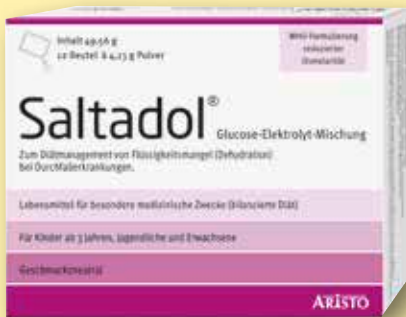 Inhalt 49,56 g
12 Beutel à 4,13 g Pulver
WHO-Formulierung
reduzierter
Osmolarität
Saltadol®
Glucose-Elektrolyt-Mischung
Zum Diätmanagement von Flüssigkeitsmangel (Dehydration)
bei Durchfallerkrankungen.
Lebensmittel für besondere medizinische Zwecke (bilanzierte Diät)
Für Kinder ab 3 Jahren, Jugendliche und Erwachsene
Geschmacksneutral
ARISTO